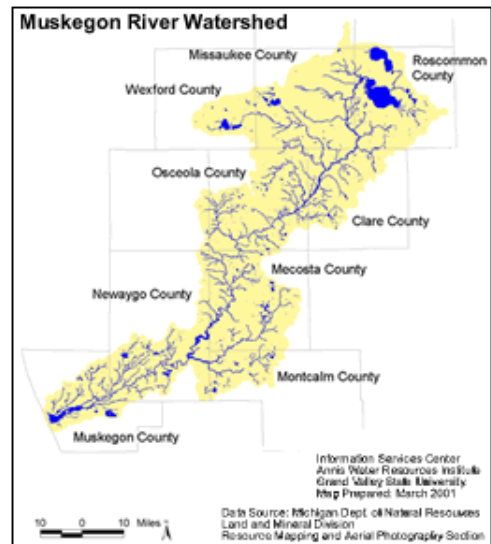 Muskegon River Watershed
Missaukee County
Roscommon
County
Wexford County
Osceola County
Clare County
Mecosta County
Newaygo County
Montcalm County
Muskegon County
Information Services Center
Annis Water Resources Institute
Grand Valley State University
Map Prepared: March 2001
10 0 10 Miles
N
Data Source: Michigan Dept. of Natural Resources
Land and Mineral Division
Resource Mapping and Aerial Photography Section